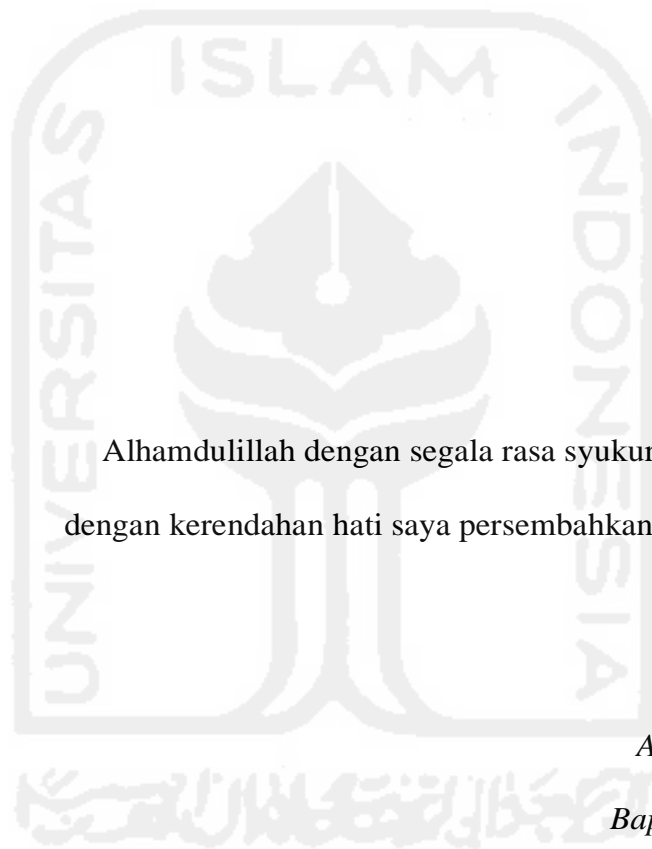 ISLAM
UNIVERSITAS
INDONESIA
Alhamdulillah dengan segala rasa syukur
dengan kerendahan hati saya persembahkan